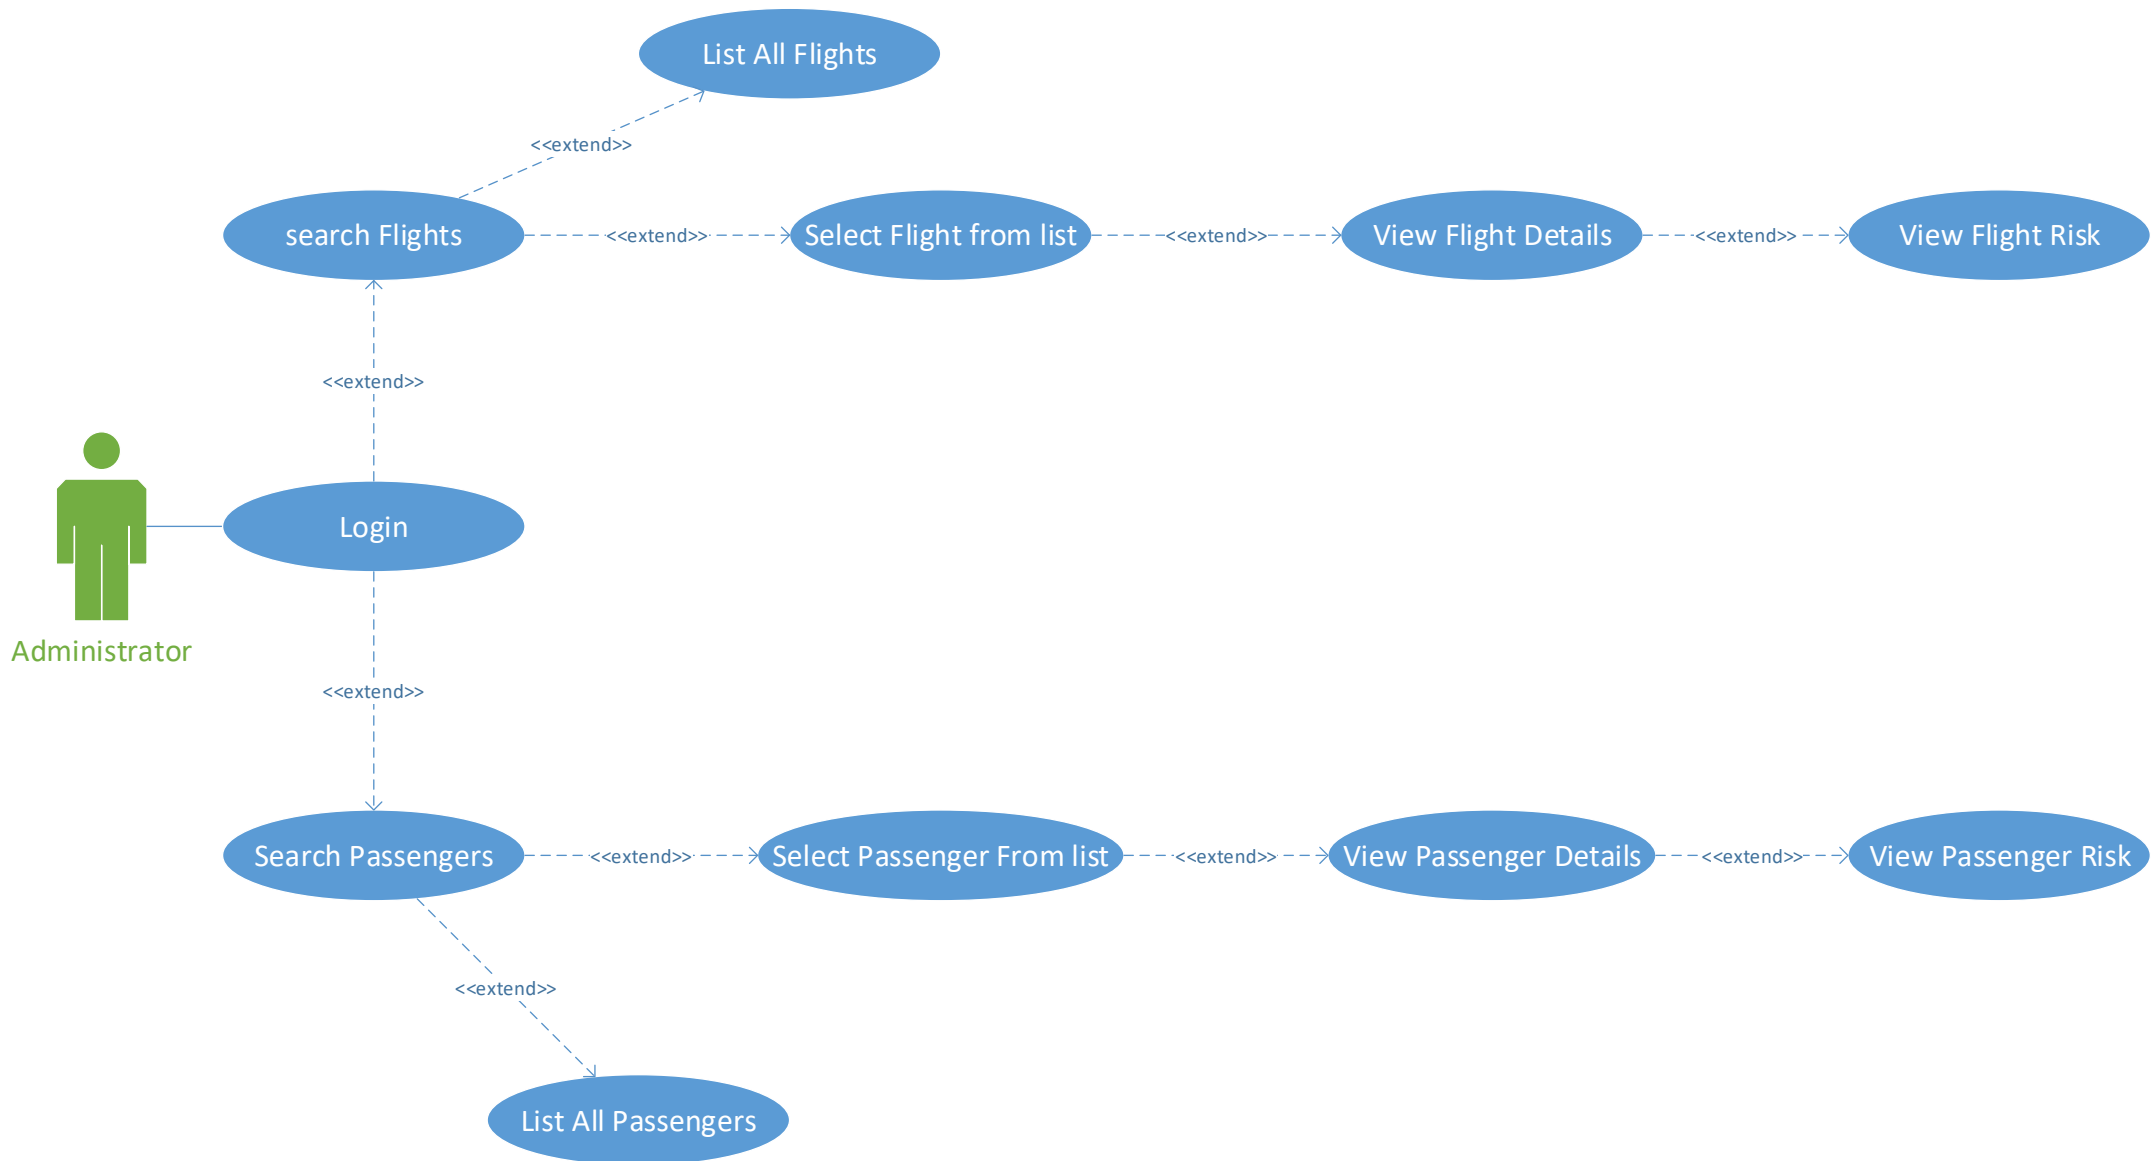 List All Flights
<<extend>>
search Flights
<<extend>>
Select Flight from list
<<extend>>
View Flight Details
<<extend>>
View Flight Risk
<<extend>>
Login
Administrator
<<extend>>
Search Passengers
<<extend>>
Select Passenger From list
<<extend>>
View Passenger Details
<<extend>>
View Passenger Risk
<<extend>>
List All Passengers